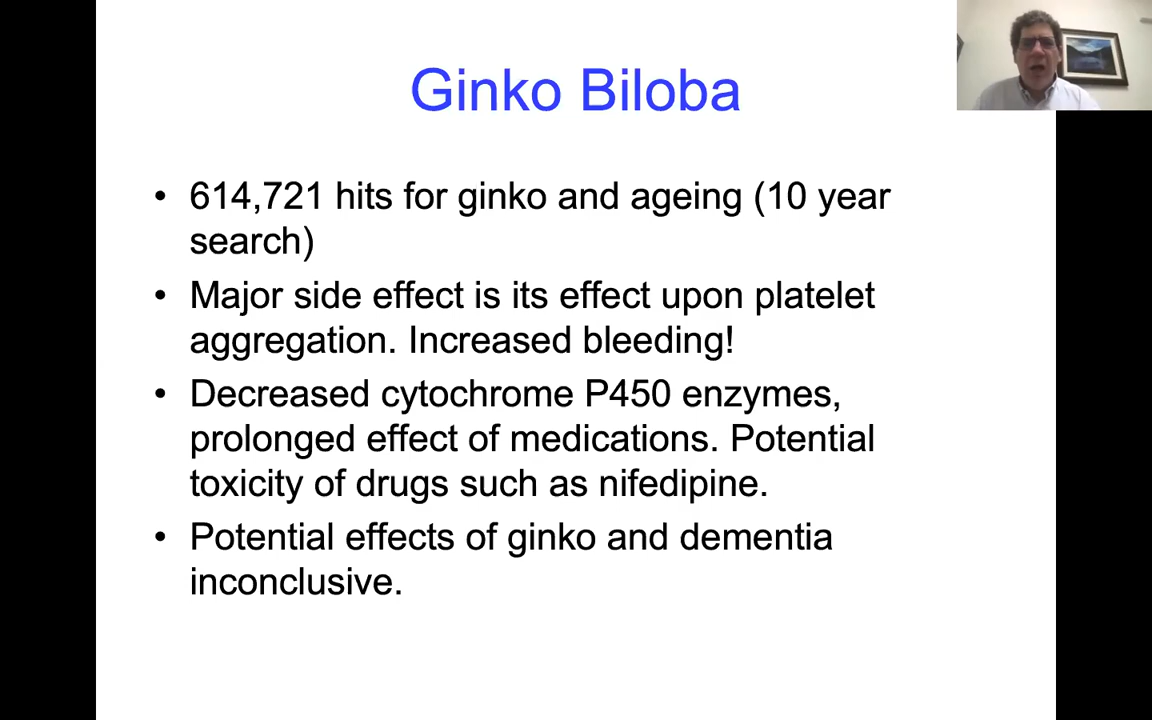 Ginko Biloba
• 614,721 hits for ginko and ageing (10 year
search)
• Major side effect is its effect upon platelet
aggregation. Increased bleeding!
• Decreased cytochrome P450 enzymes,
prolonged effect of medications. Potential
toxicity of drugs such as nifedipine.
• Potential effects of ginko and dementia
inconclusive.